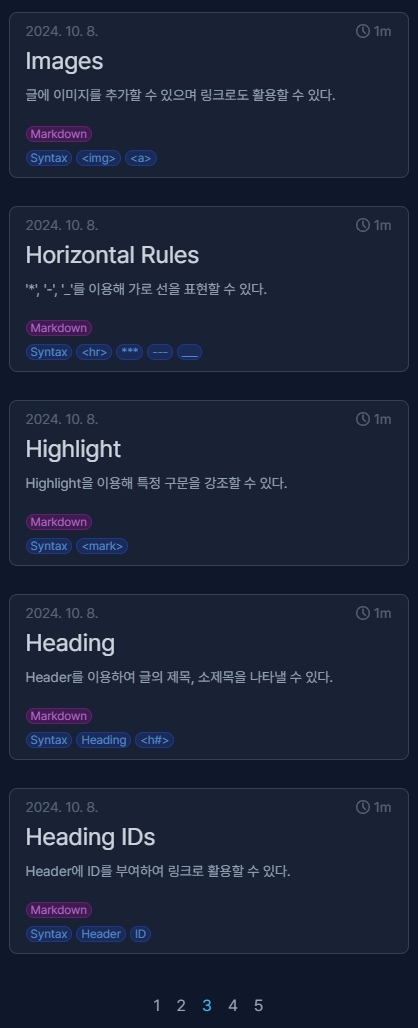 2024. 10. 8. 1m
Images
글에 이미지를 추가할 수 있으며 링크로도 활용할 수 있다.
Markdown
Syntax <img> <a>
2024. 10. 8. 1m
Horizontal Rules
'*', '-', '_'를 이용해 가로 선을 표현할 수 있다.
Markdown
Syntax <hr> *** --- ___
2024. 10. 8. 1m
Highlight
Highlight을 이용해 특정 구문을 강조할 수 있다.
Markdown
Syntax <mark>
2024. 10. 8. 1m
Heading
Header를 이용하여 글의 제목, 소제목을 나타낼 수 있다.
Markdown
Syntax Heading <h#>
2024. 10. 8. 1m
Heading IDs
Header에 ID를 부여하여 링크로 활용할 수 있다.
Markdown
Syntax Header ID
1 2 3 4 5